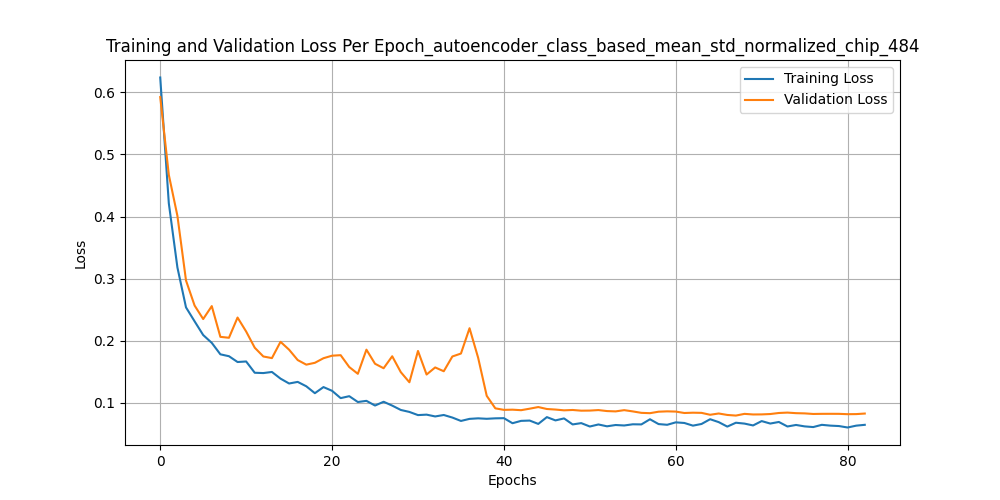 Training and Validation Loss Per Epoch_autoencoder_class_based_mean_std_normalized_chip_484
Training Loss
Validation Loss
0.6
0.5
0.4
0.3
0.2
0.1
Loss
0 20 40 60 80
Epochs